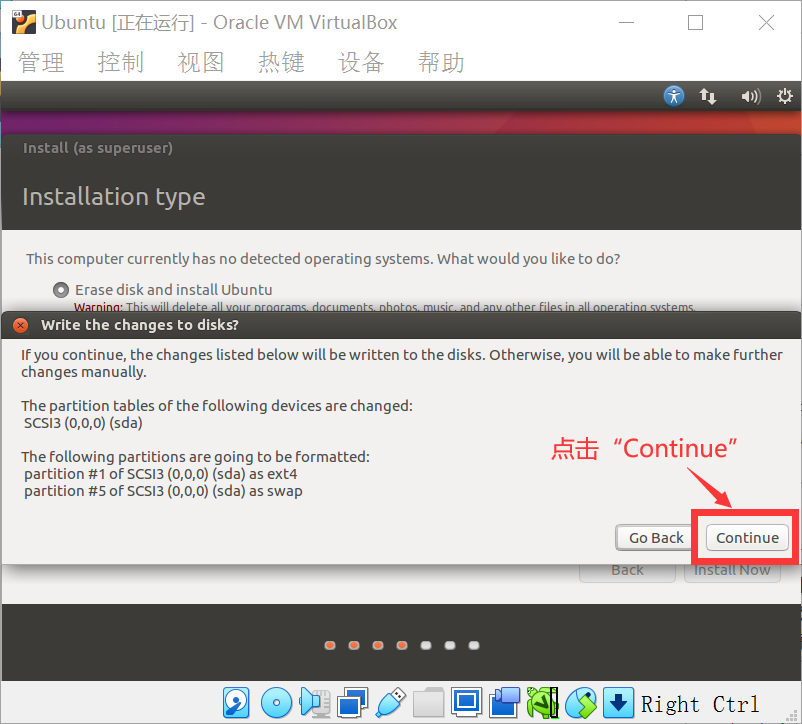 Ubuntu [正在运行] - Oracle VM VirtualBox
管理 控制 视图 热键 设备 帮助
Install (as superuser)
Installation type
This computer currently has no detected operating systems. What would you like to do?
Erase disk and install Ubuntu
Warning: This will delete all your programs, documents, photos, music, and any other files in all operating systems.
Write the changes to disks?
If you continue, the changes listed below will be written to the disks. Otherwise, you will be able to make further
changes manually.
The partition tables of the following devices are changed:
SCSI3 (0,0,0) (sda)
The following partitions are going to be formatted:
partition #1 of SCSI3 (0,0,0) (sda) as ext4
partition #5 of SCSI3 (0,0,0) (sda) as swap
点击“Continue”
Go Back Continue
Back Install Now
Right Ctrl